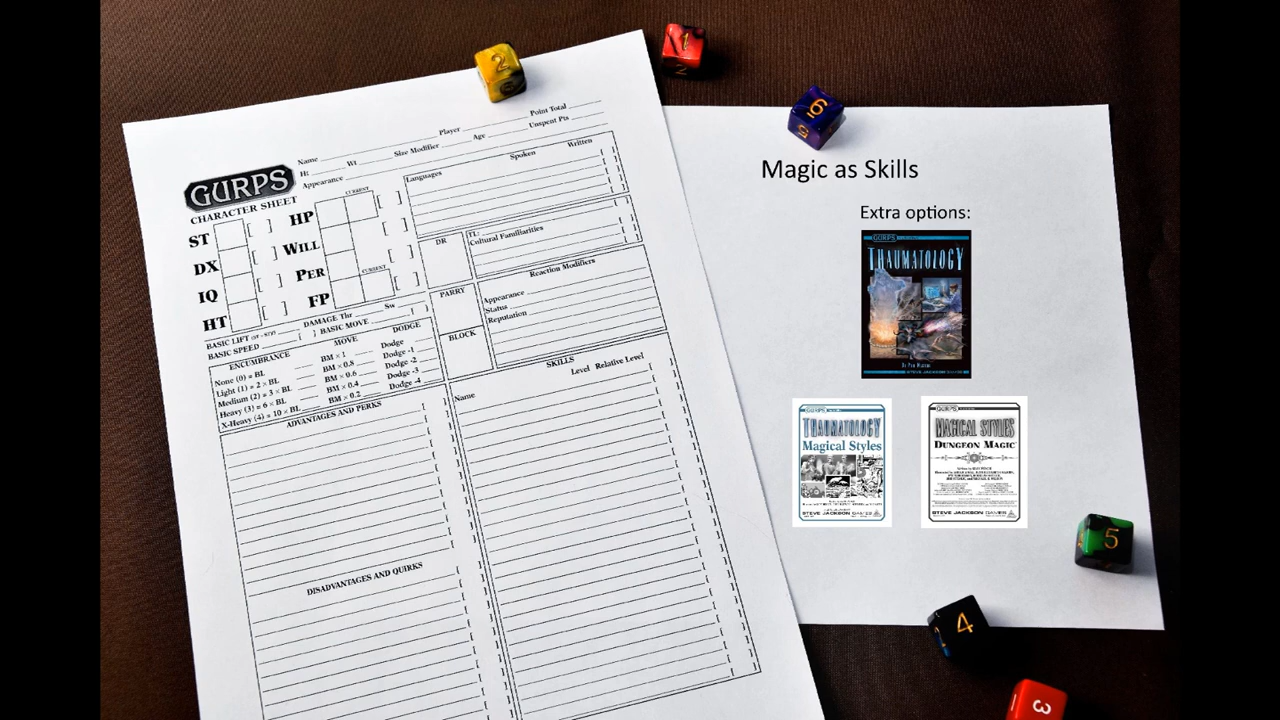 Name Player Point Total
Ht Wt Size Modifier Age Unspent Pts
Appearance
GURPS
CHARACTER SHEET
ST [ ] HP CURRENT [ ]
DX [ ] WILL [ ]
IQ [ ] PER [ ]
HT [ ] FP CURRENT [ ]
Languages Spoken Written
DR TL:
Cultural Familiarities
BASIC LIFT DAMAGE Thr Sw
BASIC SPEED [ ] BASIC MOVE [ ]
PARRY
BLOCK
Reaction Modifiers
Appearance
Status
Reputation
ENCUMBRANCE MOVE DODGE
None (0) = BL BM × 1 Dodge
Light (1) = 2 × BL BM × 0.8 Dodge -1
Medium (2) = 3 × BL BM × 0.6 Dodge -2
Heavy (3) = 6 × BL BM × 0.4 Dodge -3
X-Heavy (4) = 10 × BL BM × 0.2 Dodge -4
ADVANTAGES AND PERKS
DISADVANTAGES AND QUIRKS
SKILLS
Name Level Relative Level
2
1
2
6
5
Magic as Skills
Extra options:
GURPS
THAUMATOLOGY
STEVE JACKSON GAMES
GURPS
THAUMATOLOGY
Magical Styles
STEVE JACKSON GAMES
GURPS
MAGICAL STYLES
DUNGEON MAGIC
STEVE JACKSON GAMES
5
4
3